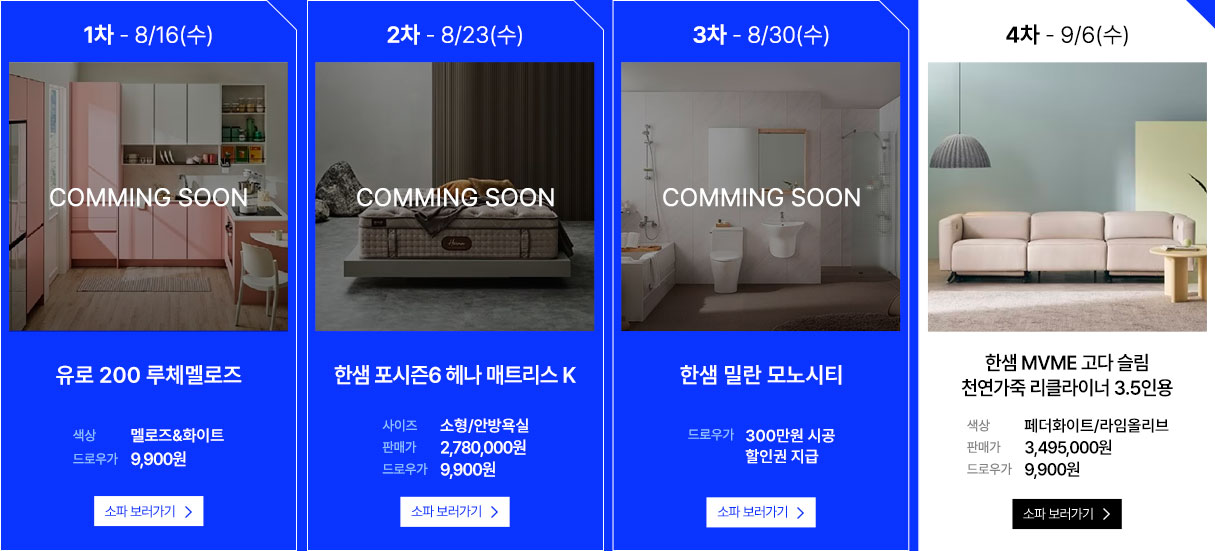 1차 - 8/16(수)
COMMING SOON
유로 200 루체멜로즈
색상 멜로즈&화이트
드로우가 9,900원
소파 보러가기 >
2차 - 8/23(수)
COMMING SOON
한샘 포시즌6 헤나 매트리스 K
사이즈 소형/안방욕실
판매가 2,780,000원
드로우가 9,900원
소파 보러가기 >
3차 - 8/30(수)
COMMING SOON
한샘 밀란 모노시티
드로우가 300만원 시공
할인권 지급
소파 보러가기 >
4차 - 9/6(수)
한샘 MVME 고다 슬림
천연가죽 리클라이너 3.5인용
색상 페더화이트/라임올리브
판매가 3,495,000원
드로우가 9,900원
소파 보러가기 >